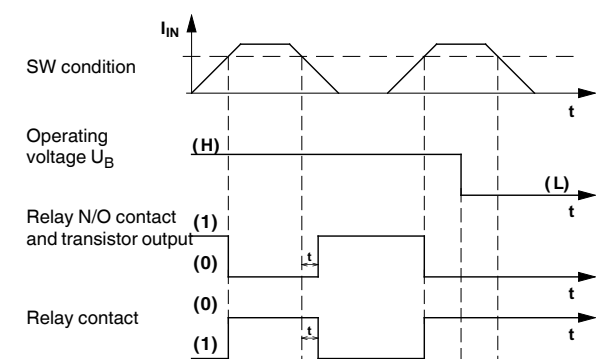 I_IN
SW condition
t
Operating
voltage U_B
(H)
(L)
t
Relay N/O contact
and transistor output
(1)
(0)
t
t
Relay contact
(0)
(1)
t
t